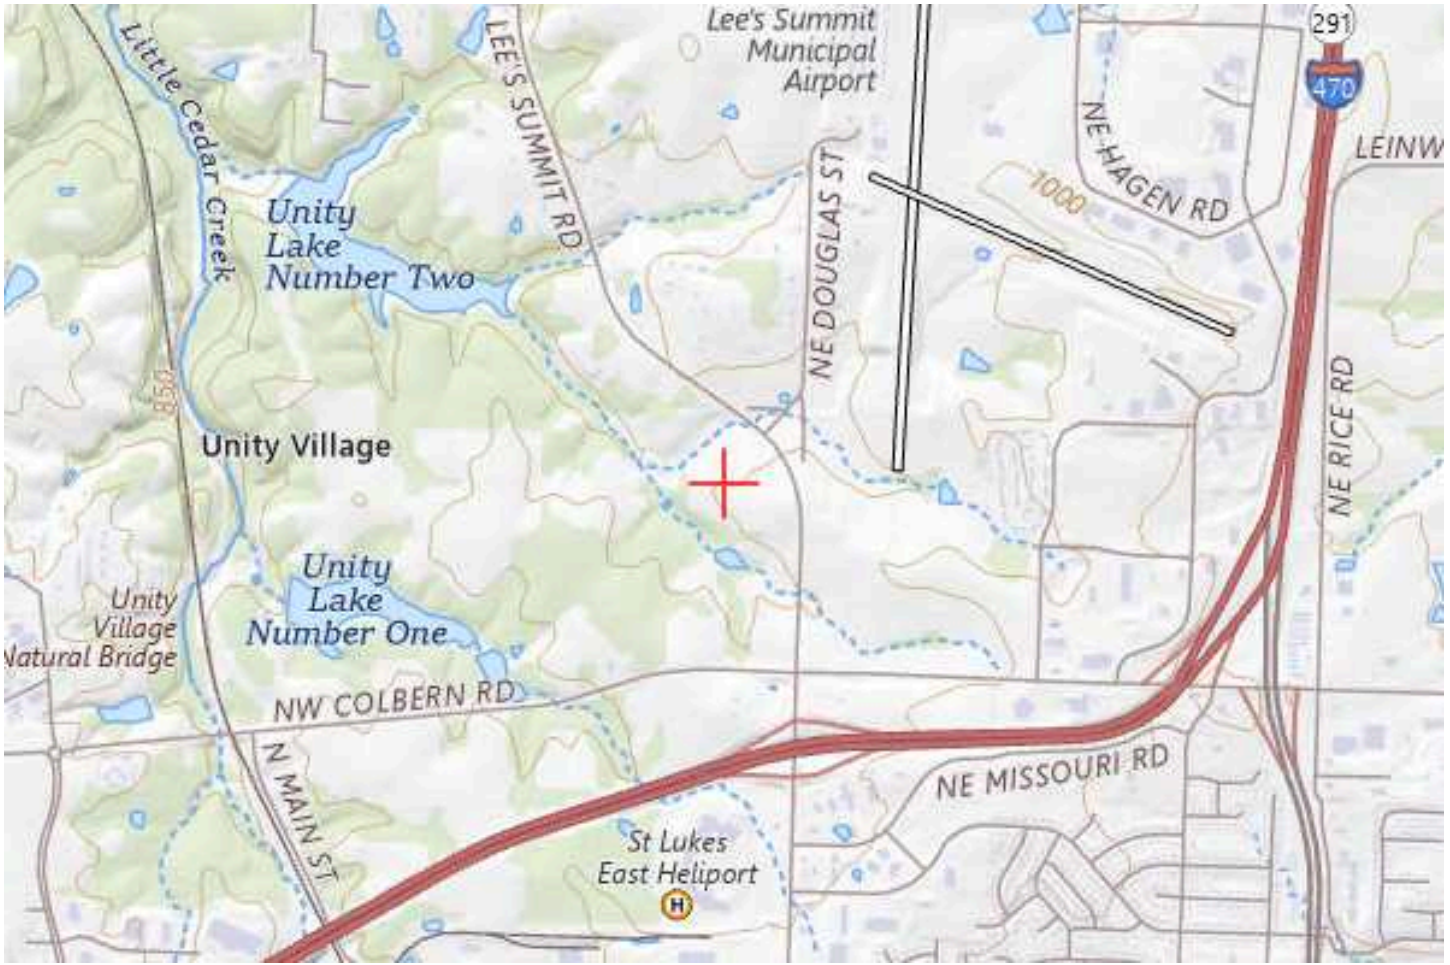 Lee's Summit
Municipal
Airport
291
470
LEE'S SUMMIT RD
Little Cedar Creek
NE HAGEN RD
LEINW
1000
NE DOUGLAS ST
Unity
Lake
Number Two
850
NE RICE RD
Unity Village
Unity
Lake
Number One
Unity
Village
Natural Bridge
NW COLBERN RD
N MAIN ST
NE MISSOURI RD
St Lukes
East Heliport
H